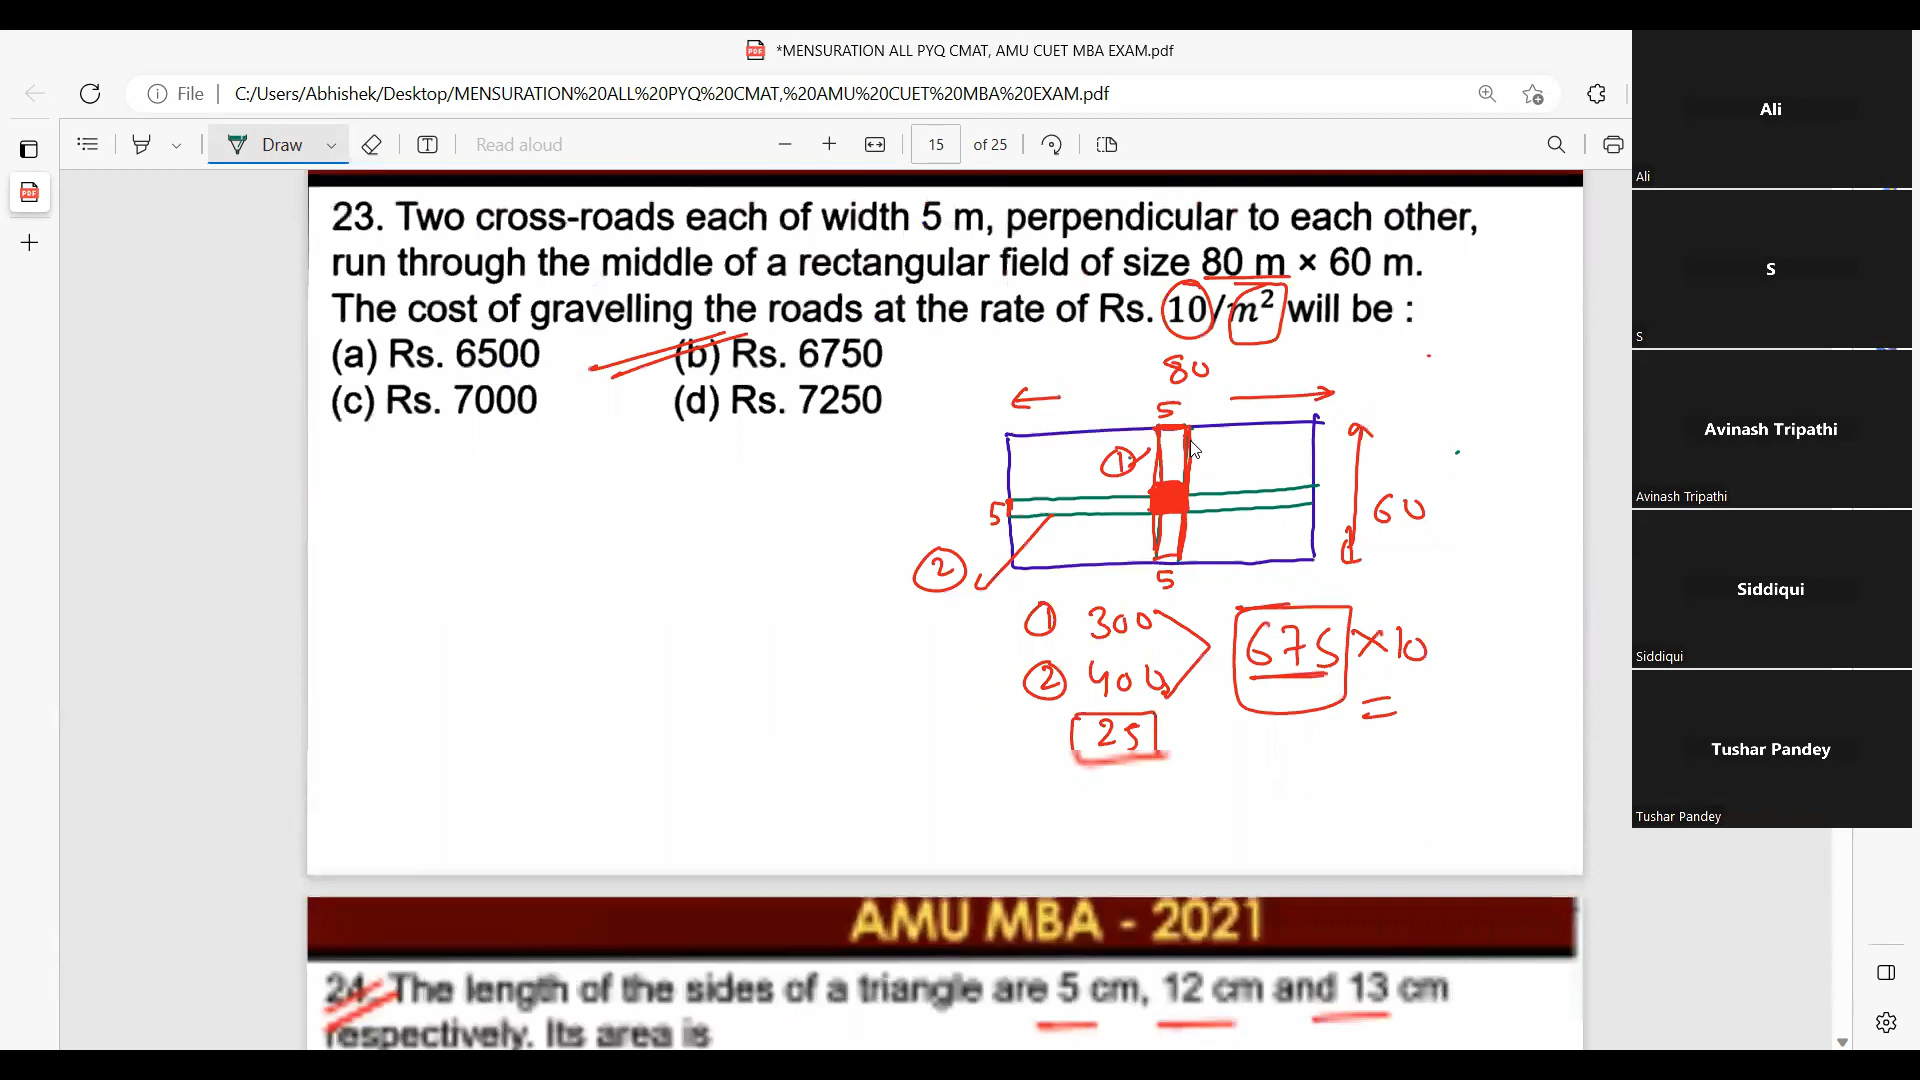 *MENSURATION ALL PYQ CMAT, AMU CUET MBA EXAM.pdf
File C:/Users/Abhishek/Desktop/MENSURATION%20ALL%20PYQ%20CMAT,%20AMU%20CUET%20MBA%20EXAM.pdf
Draw Read aloud 15 of 25
23. Two cross-roads each of width 5 m, perpendicular to each other,
run through the middle of a rectangular field of size 80 m × 60 m.
The cost of gravelling the roads at the rate of Rs. 10/m² will be :
(a) Rs. 6500 (b) Rs. 6750
(c) Rs. 7000 (d) Rs. 7250
80
5
1
5
60
2
5
1 300
2 400
675 × 10
=
25
AMU MBA - 2021
24. The length of the sides of a triangle are 5 cm, 12 cm and 13 cm
respectively. Its area is
Ali
Ali
S
S
Avinash Tripathi
Avinash Tripathi
Siddiqui
Siddiqui
Tushar Pandey
Tushar Pandey